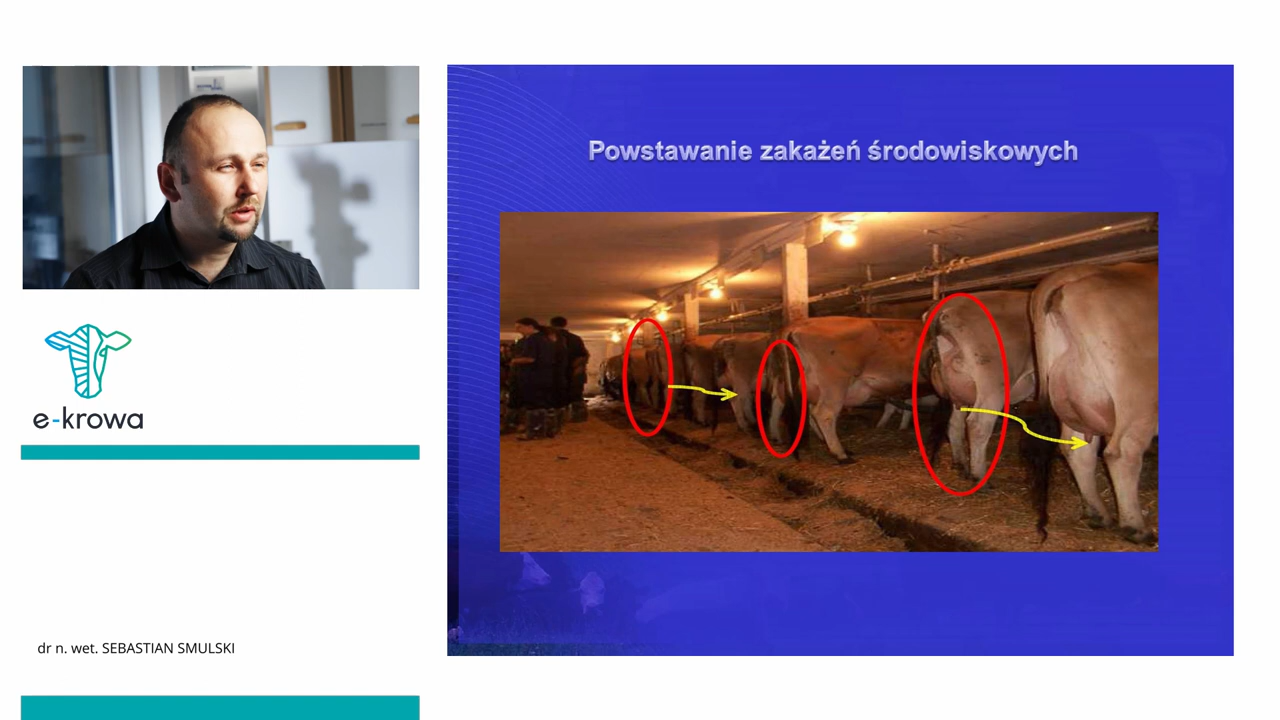 e-krowa
dr n. wet. SEBASTIAN SMULSKI
Powstawanie zakażeń środowiskowych